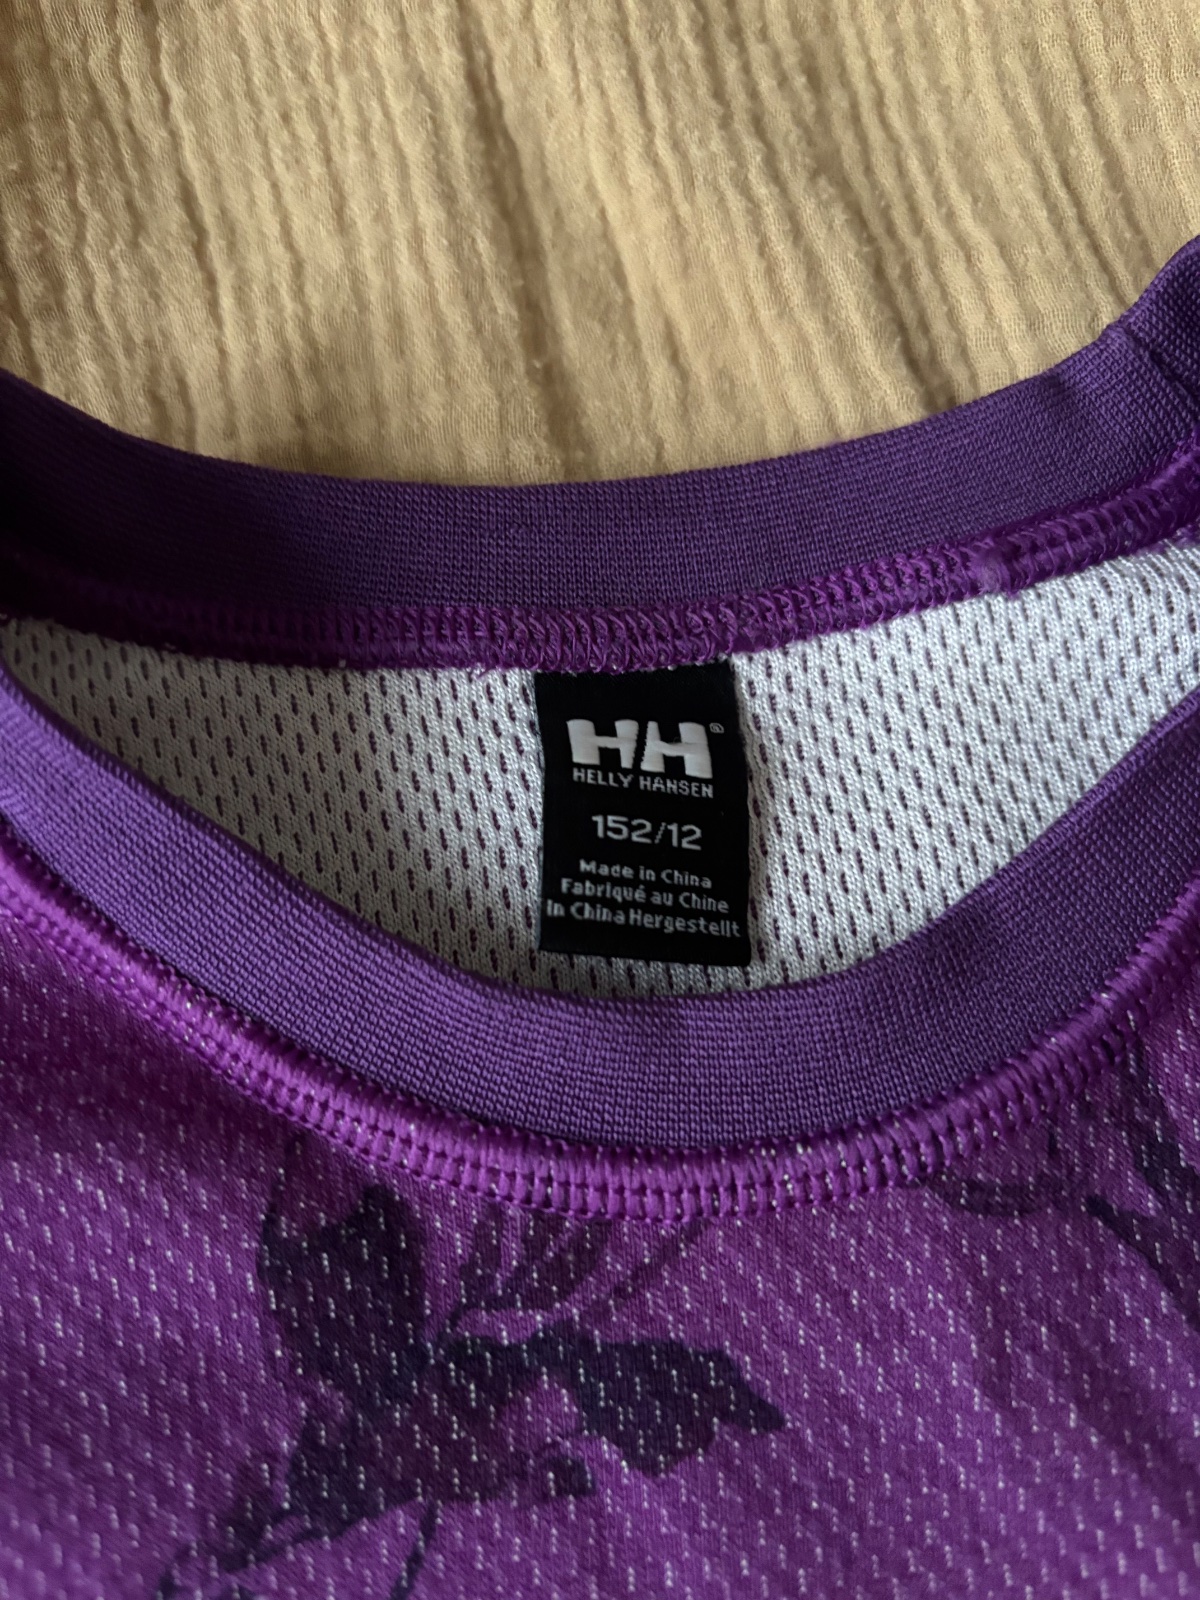 HH®
HELLY HANSEN
152/12
Made in China
Fabriqué au Chine
In China Hergestellt